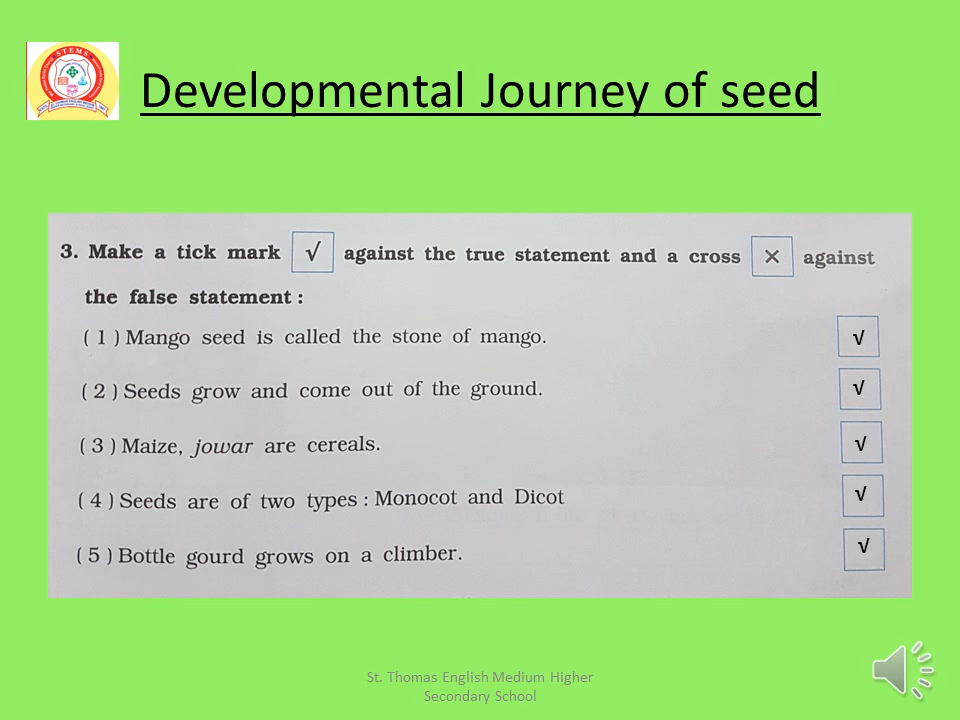 STEMS
Developmental Journey of seed
3. Make a tick mark √ against the true statement and a cross × against
the false statement :
( 1 ) Mango seed is called the stone of mango. √
( 2 ) Seeds grow and come out of the ground. √
( 3 ) Maize, jowar are cereals. √
( 4 ) Seeds are of two types : Monocot and Dicot √
( 5 ) Bottle gourd grows on a climber. √
St. Thomas English Medium Higher
Secondary School